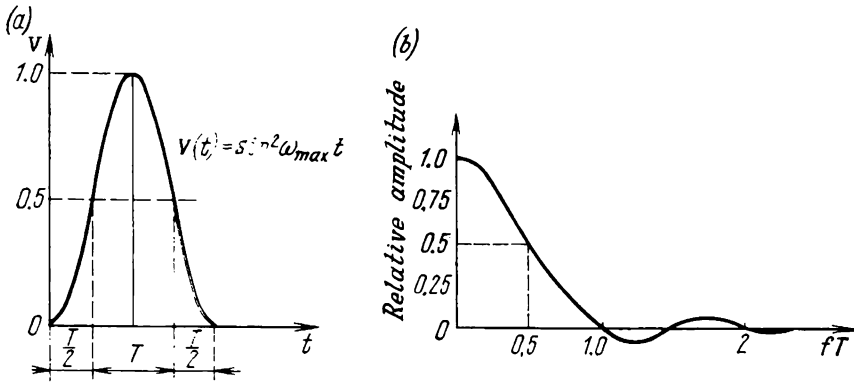 (a)
V
1.0
V(t)=sin²ω_max t
0.5
0
T/2
T
T/2
t
(b)
Relative amplitude
1.0
0.75
0.5
0.25
0
0,5
1.0
2
fT